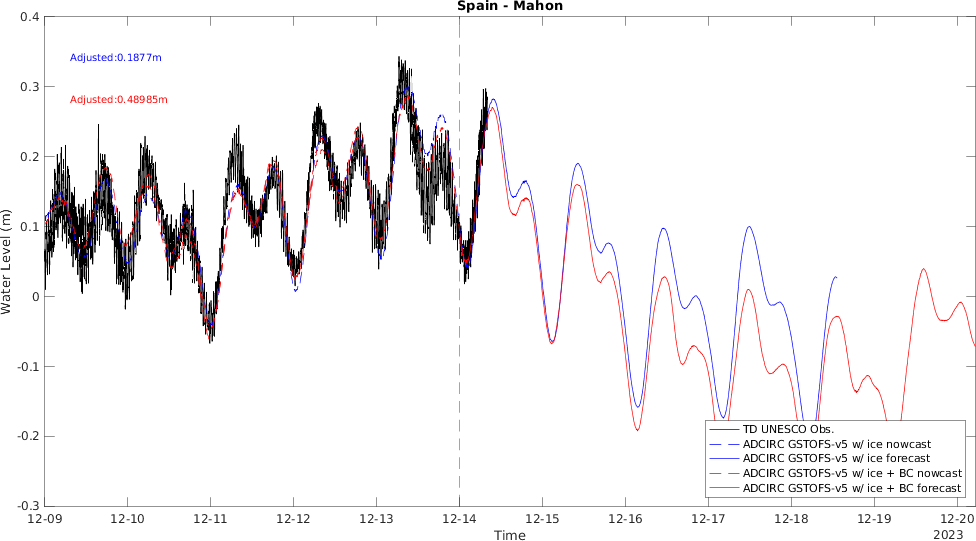 Spain - Mahon
0.4
0.3
0.2
0.1
0
-0.1
-0.2
-0.3
Water Level (m)
Adjusted:0.1877m
Adjusted:0.48985m
TD UNESCO Obs.
ADCIRC GSTOFS-v5 w/ ice nowcast
ADCIRC GSTOFS-v5 w/ ice forecast
ADCIRC GSTOFS-v5 w/ ice + BC nowcast
ADCIRC GSTOFS-v5 w/ ice + BC forecast
12-09 12-10 12-11 12-12 12-13 12-14 12-15 12-16 12-17 12-18 12-19 12-20
Time
2023